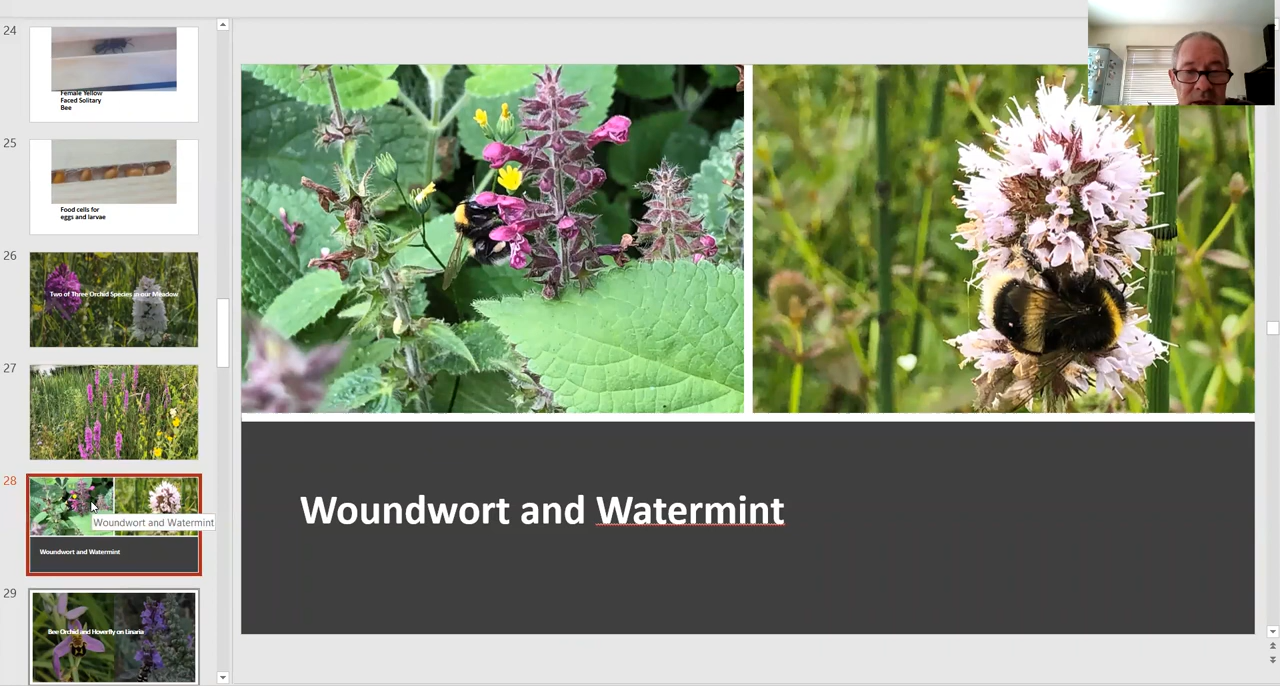 24
Female Yellow
Faced Solitary
Bee
25
Food cells for
eggs and larvae
26
Two of Three Orchid Species in our Meadow
27
28
Woundwort and Watermint
Woundwort and Watermint
29
Bee Orchid and Hoverfly on Linaria
Woundwort and Watermint